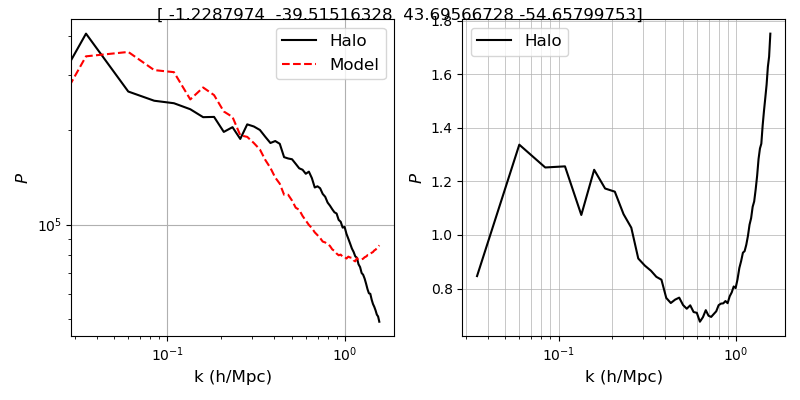 [ -1.2287974 -39.51516328 43.69566728 -54.65799753]
Halo
Model
P
10^5
10^-1
10^0
k (h/Mpc)
Halo
P
1.8
1.6
1.4
1.2
1.0
0.8
10^-1
10^0
k (h/Mpc)